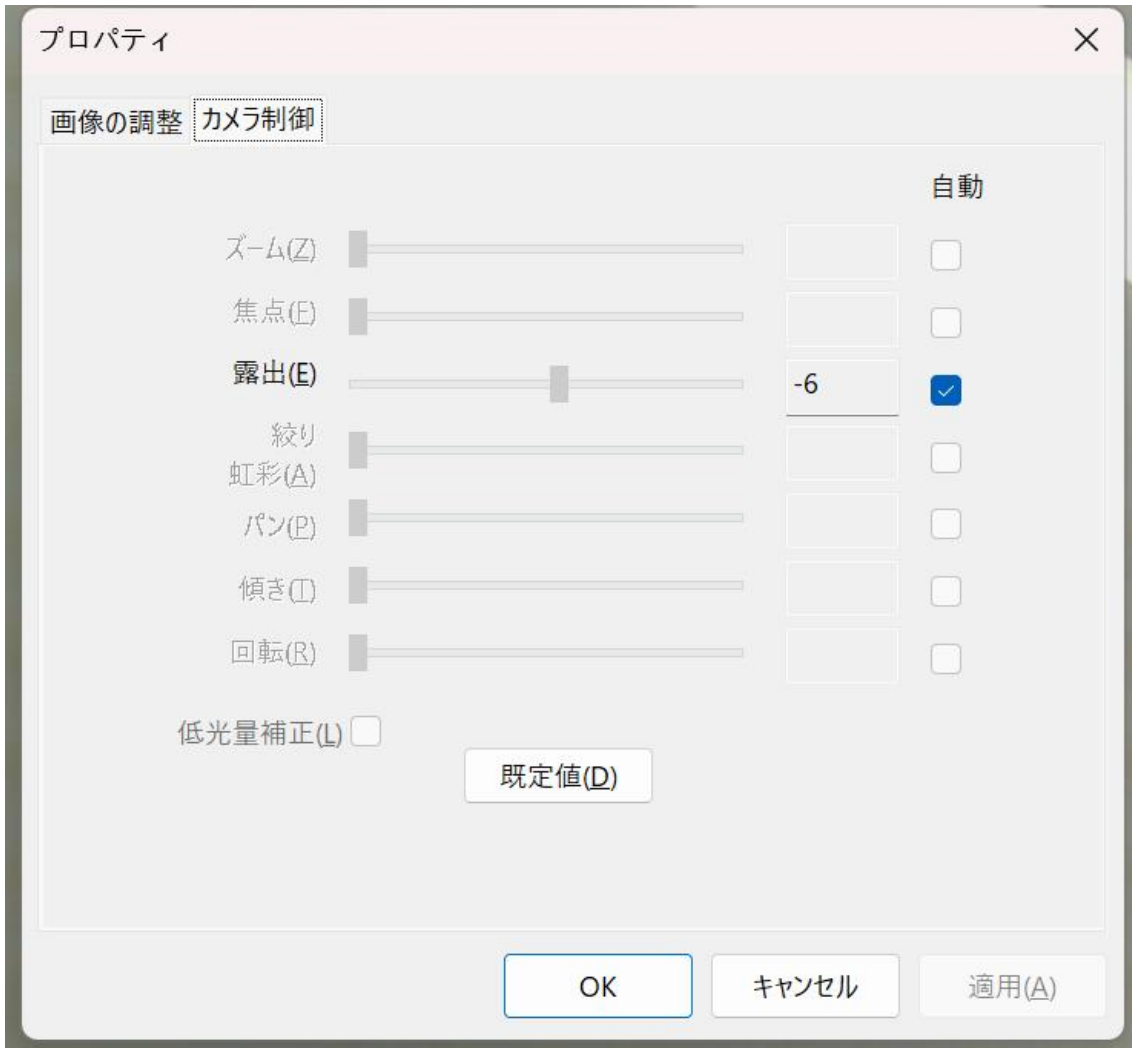 プロパティ
画像の調整 カメラ制御
自動
ズーム(Z)
焦点(F)
露出(E) -6
絞り
虹彩(A)
パン(P)
傾き(T)
回転(R)
低光量補正(L)
既定値(D)
OK キャンセル 適用(A)